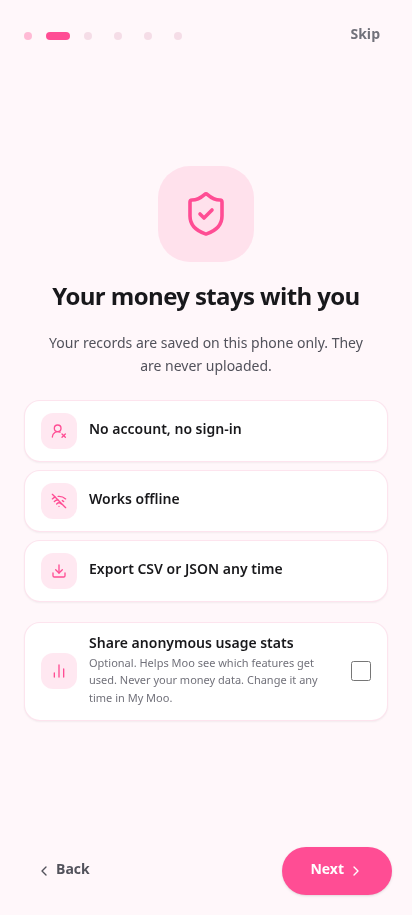 Skip
Your money stays with you
Your records are saved on this phone only. They
are never uploaded.
No account, no sign-in
Works offline
Export CSV or JSON any time
Share anonymous usage stats
Optional. Helps Moo see which features get
used. Never your money data. Change it any
time in My Moo.
Back
Next